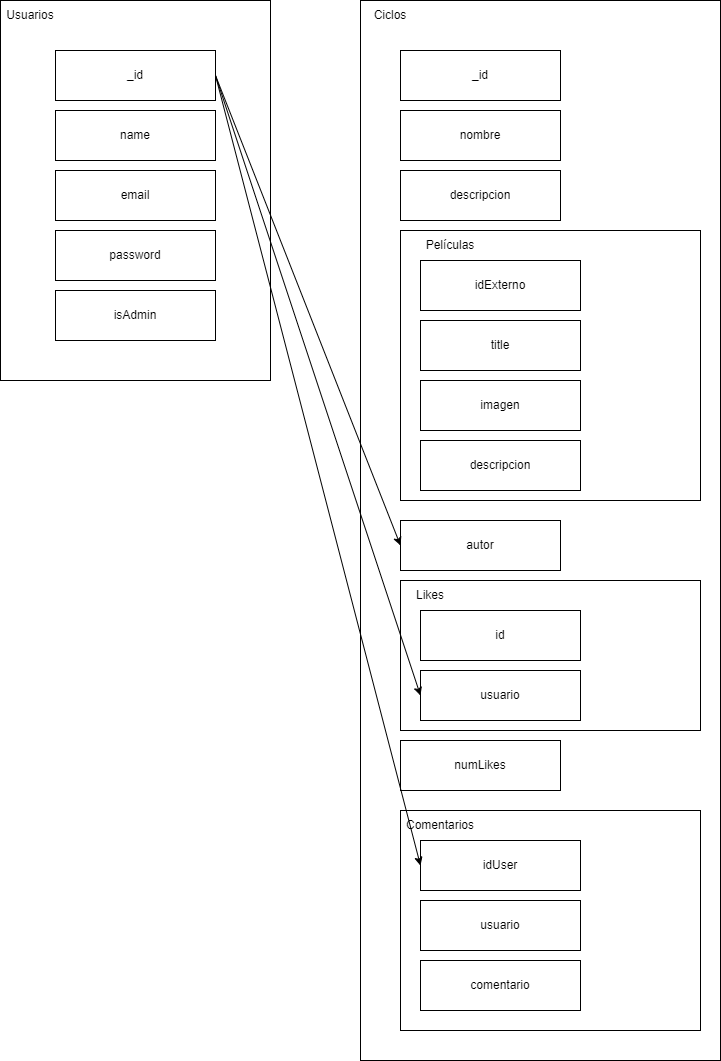 Usuarios
_id
name
email
password
isAdmin
Ciclos
_id
nombre
descripcion
Películas
idExterno
title
imagen
descripcion
autor
Likes
id
usuario
numLikes
Comentarios
idUser
usuario
comentario